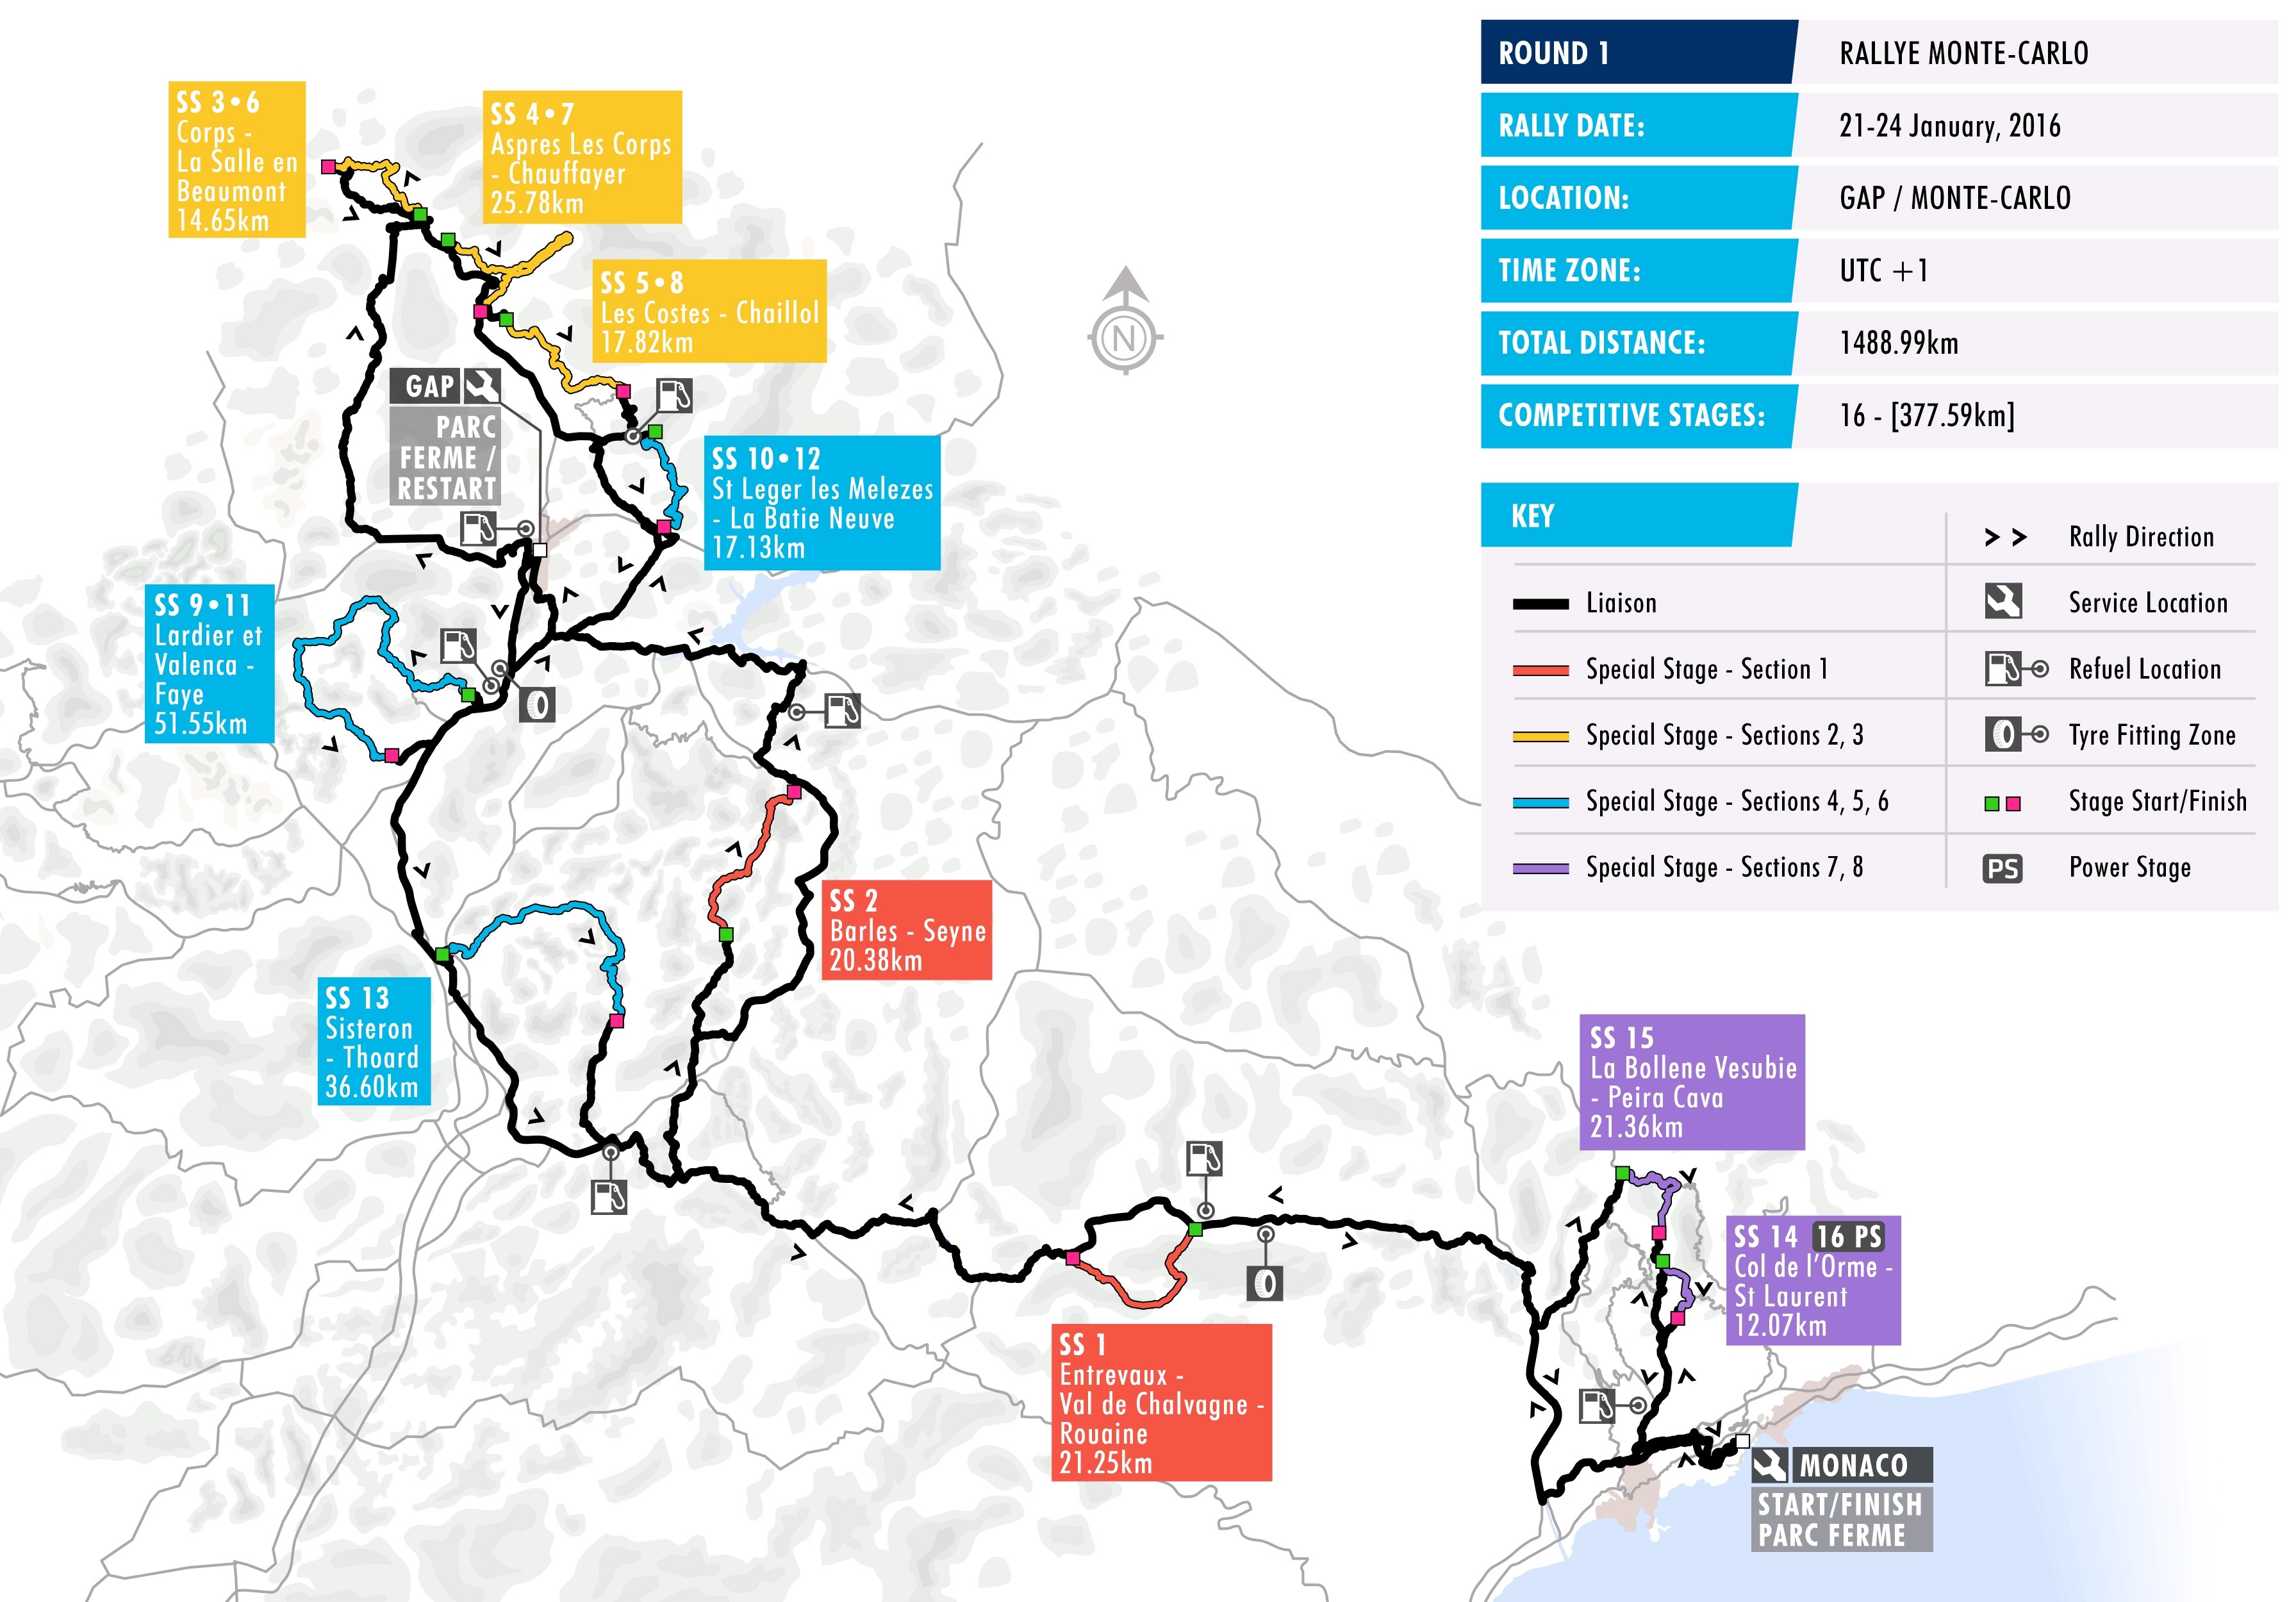 ROUND 1
RALLYE MONTE-CARLO
RALLY DATE:
21-24 January, 2016
LOCATION:
GAP / MONTE-CARLO
TIME ZONE:
UTC +1
TOTAL DISTANCE:
1488.99km
COMPETITIVE STAGES:
16 - [377.59km]
KEY
Liaison
Special Stage - Section 1
Special Stage - Sections 2, 3
Special Stage - Sections 4, 5, 6
Special Stage - Sections 7, 8
> > Rally Direction
Service Location
Refuel Location
Tyre Fitting Zone
Stage Start/Finish
PS Power Stage
SS 3•6
Corps -
La Salle en
Beaumont
14.65km
SS 4•7
Aspres Les Corps
- Chauffayer
25.78km
SS 5•8
Les Costes - Chaillol
17.82km
N
GAP
PARC
FERME /
RESTART
SS 10•12
St Leger les Melezes
- La Batie Neuve
17.13km
SS 9•11
Lardier et
Valenca -
Faye
51.55km
SS 2
Barles - Seyne
20.38km
SS 13
Sisteron
- Thoard
36.60km
SS 15
La Bollene Vesubie
- Peira Cava
21.36km
SS 14 16 PS
Col de l'Orme -
St Laurent
12.07km
SS 1
Entrevaux -
Val de Chalvagne -
Rouaine
21.25km
MONACO
START/FINISH
PARC FERME